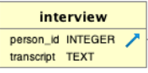 interview
person_id INTEGER
transcript TEXT